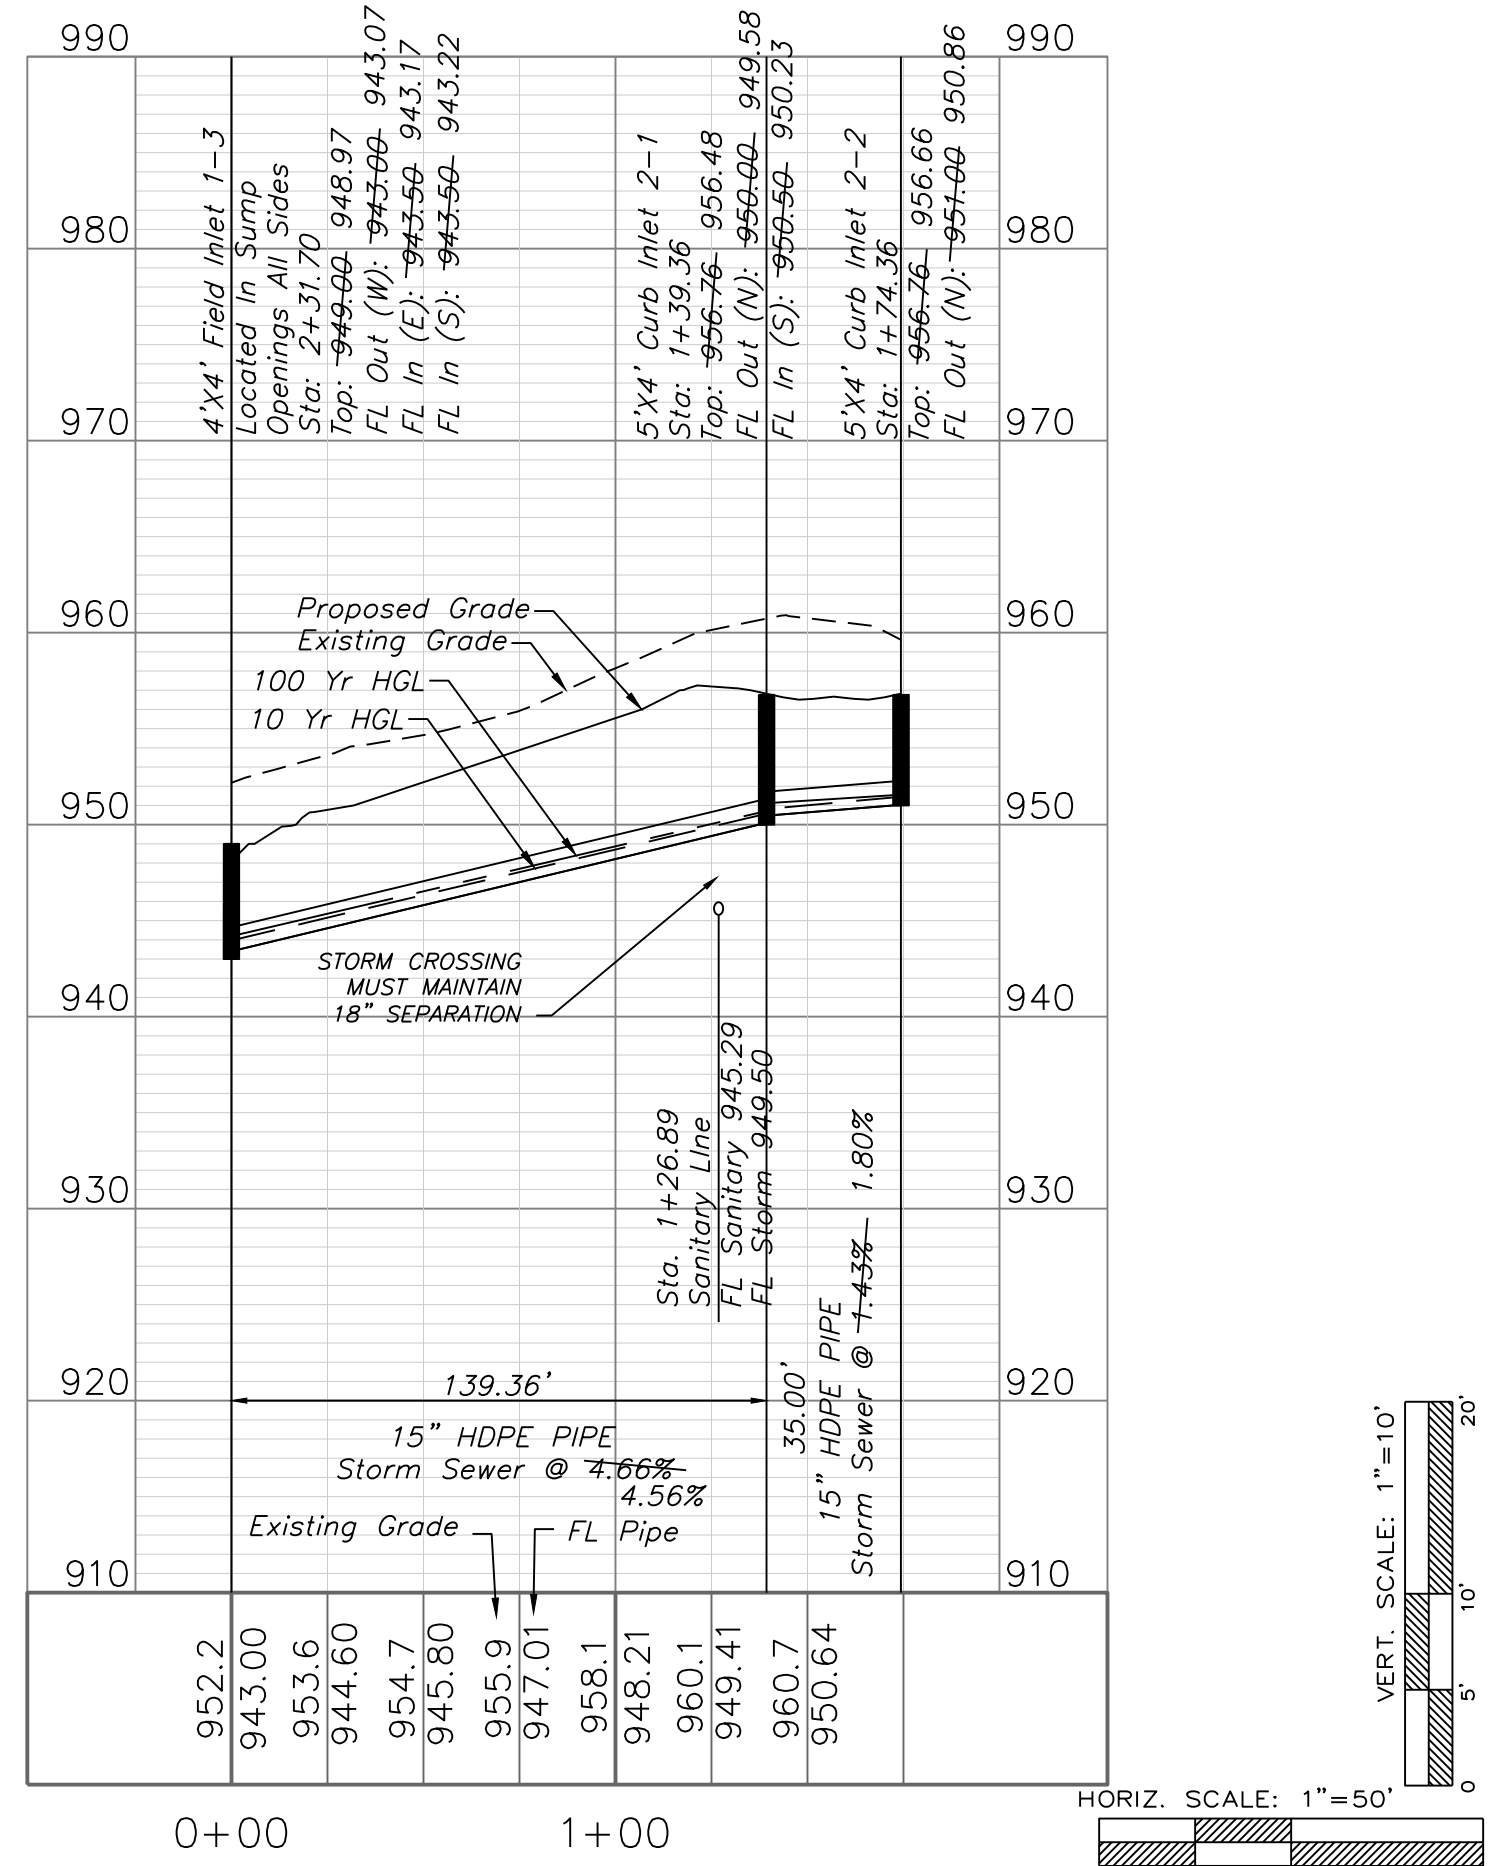 990
990
980
980
970
970
960
960
950
950
940
940
930
930
920
920
910
910
4'X4' Field Inlet 1-3
Located In Sump
Openings All Sides
Sta: 2+31.70
Top: 949.00 948.97
FL Out (W): 943.00 943.07
FL In (E): 943.50 943.17
FL In (S): 943.50 943.22
5'X4' Curb Inlet 2-1
Sta: 1+39.36
Top: 956.76 956.48
FL Out (N): 950.00 949.58
FL In (S): 950.50 950.23
5'X4' Curb Inlet 2-2
Sta: 1+74.36
Top: 956.76 956.66
FL Out (N): 951.00 950.86
Proposed Grade
Existing Grade
100 Yr HGL
10 Yr HGL
STORM CROSSING
MUST MAINTAIN
18" SEPARATION
Sta. 1+26.89
Sanitary LIne
FL Sanitary 945.29
FL Storm 949.50
139.36'
15" HDPE PIPE
Storm Sewer @ 4.66%
4.56%
35.00'
15" HDPE PIPE
Storm Sewer @ 1.43% 1.80%
Existing Grade
FL Pipe
952.2
943.00
953.6
944.60
954.7
945.80
955.9
947.01
958.1
948.21
960.1
949.41
960.7
950.64
0+00
1+00
VERT. SCALE: 1"=10'
20'
10'
5'
0
HORIZ. SCALE: 1"=50'